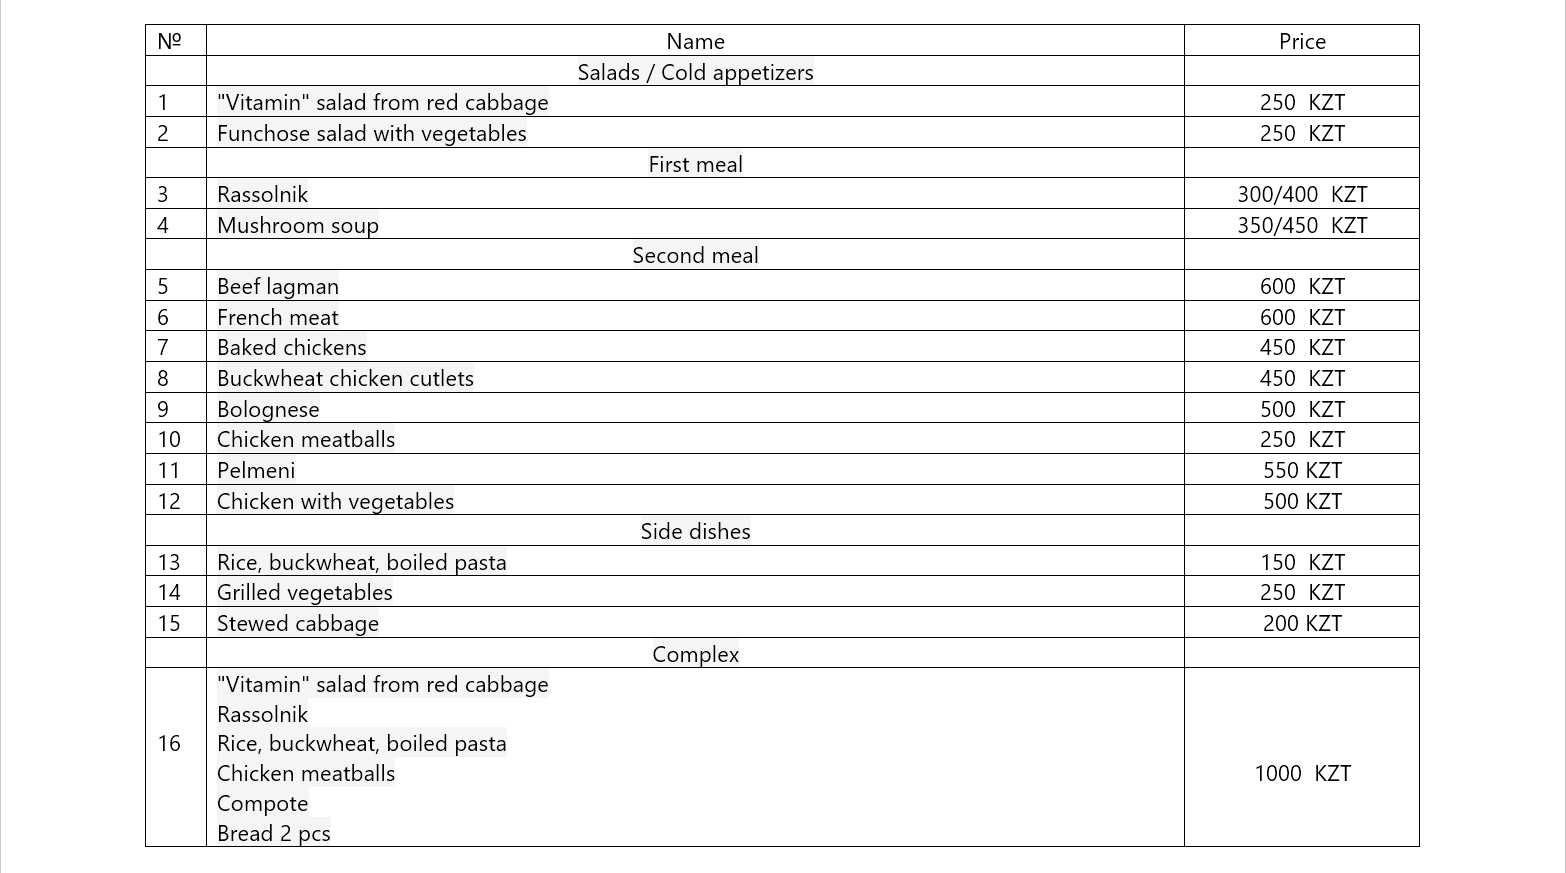 № Name Price
Salads / Cold appetizers
1 "Vitamin" salad from red cabbage 250 KZT
2 Funchose salad with vegetables 250 KZT
First meal
3 Rassolnik 300/400 KZT
4 Mushroom soup 350/450 KZT
Second meal
5 Beef lagman 600 KZT
6 French meat 600 KZT
7 Baked chickens 450 KZT
8 Buckwheat chicken cutlets 450 KZT
9 Bolognese 500 KZT
10 Chicken meatballs 250 KZT
11 Pelmeni 550 KZT
12 Chicken with vegetables 500 KZT
Side dishes
13 Rice, buckwheat, boiled pasta 150 KZT
14 Grilled vegetables 250 KZT
15 Stewed cabbage 200 KZT
Complex
"Vitamin" salad from red cabbage
Rassolnik
16 Rice, buckwheat, boiled pasta
Chicken meatballs 1000 KZT
Compote
Bread 2 pcs